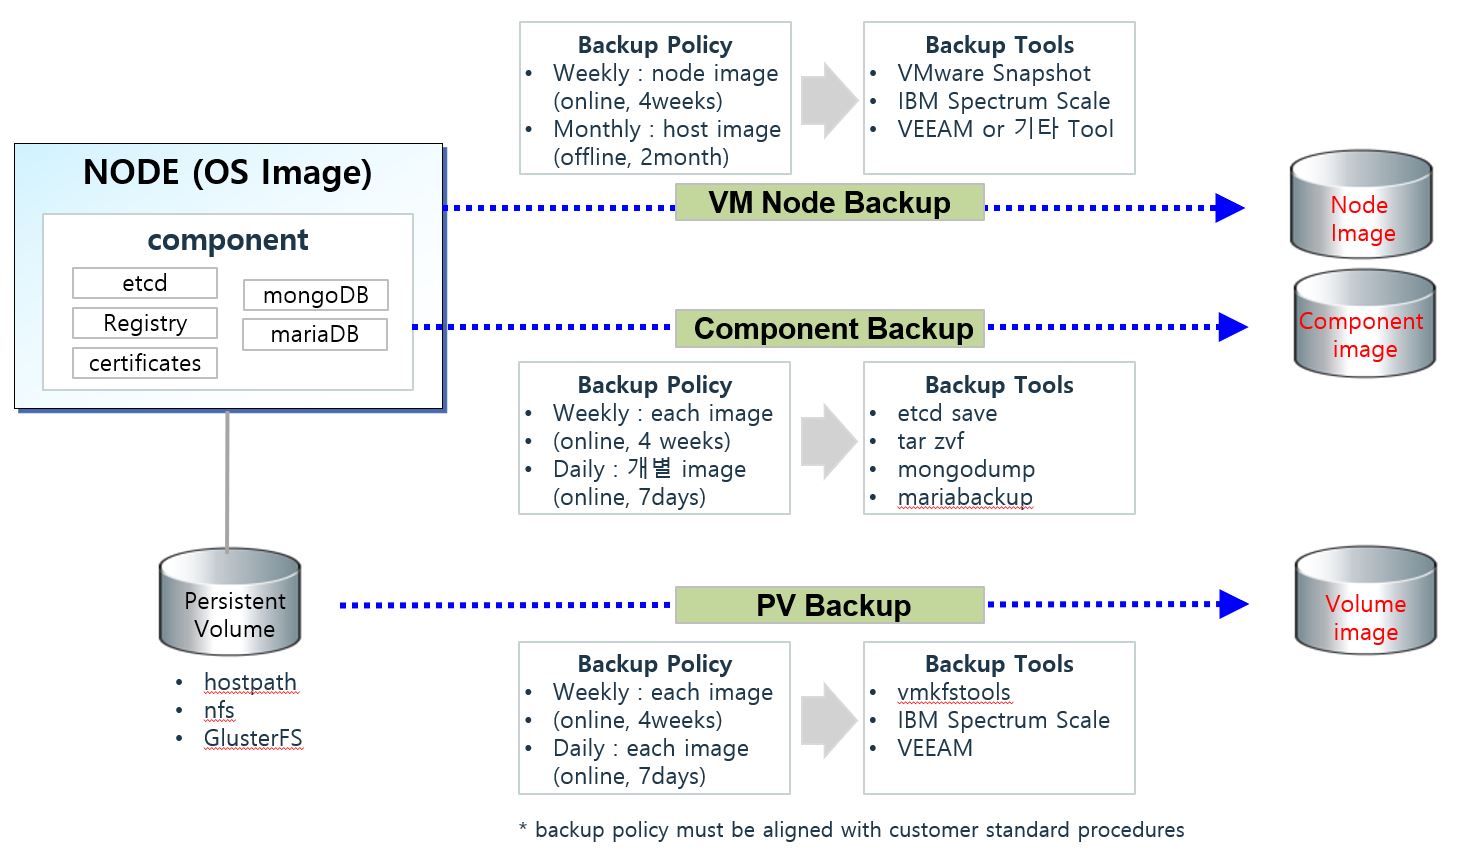 Backup Policy
• Weekly : node image
(online, 4weeks)
• Monthly : host image
(offline, 2month)
Backup Tools
• VMware Snapshot
• IBM Spectrum Scale
• VEEAM or 기타 Tool
NODE (OS Image)
component
etcd
Registry
certificates
mongoDB
mariaDB
VM Node Backup
Node
Image
Component Backup
Component
image
Backup Policy
• Weekly : each image
• (online, 4 weeks)
• Daily : 개별 image
(online, 7days)
Backup Tools
• etcd save
• tar zvf
• mongodump
• mariabackup
Persistent
Volume
• hostpath
• nfs
• GlusterFS
PV Backup
Volume
image
Backup Policy
• Weekly : each image
• (online, 4weeks)
• Daily : each image
(online, 7days)
Backup Tools
• vmkfstools
• IBM Spectrum Scale
• VEEAM
* backup policy must be aligned with customer standard procedures